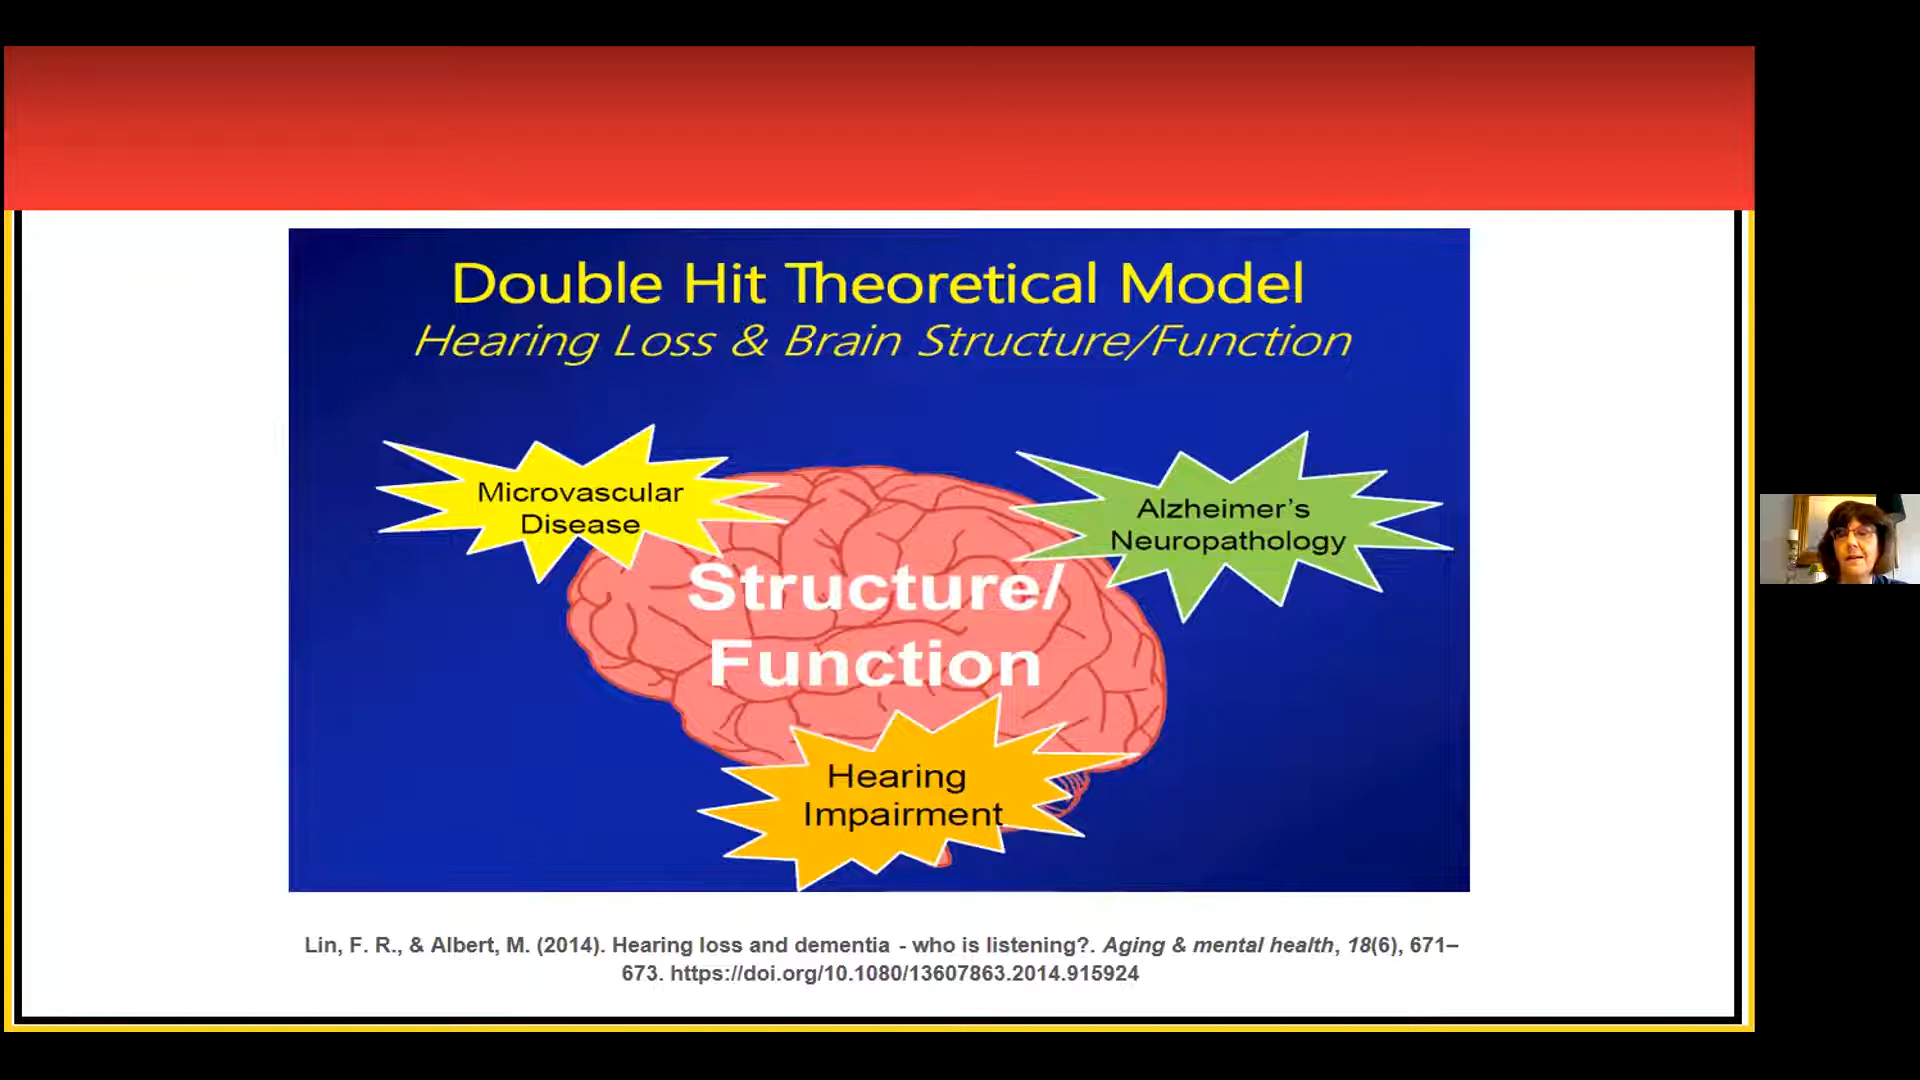 Double Hit Theoretical Model
Hearing Loss & Brain Structure/Function
Microvascular
Disease
Alzheimer's
Neuropathology
Structure/
Function
Hearing
Impairment
Lin, F. R., & Albert, M. (2014). Hearing loss and dementia - who is listening?. Aging & mental health, 18(6), 671–
673. https://doi.org/10.1080/13607863.2014.915924